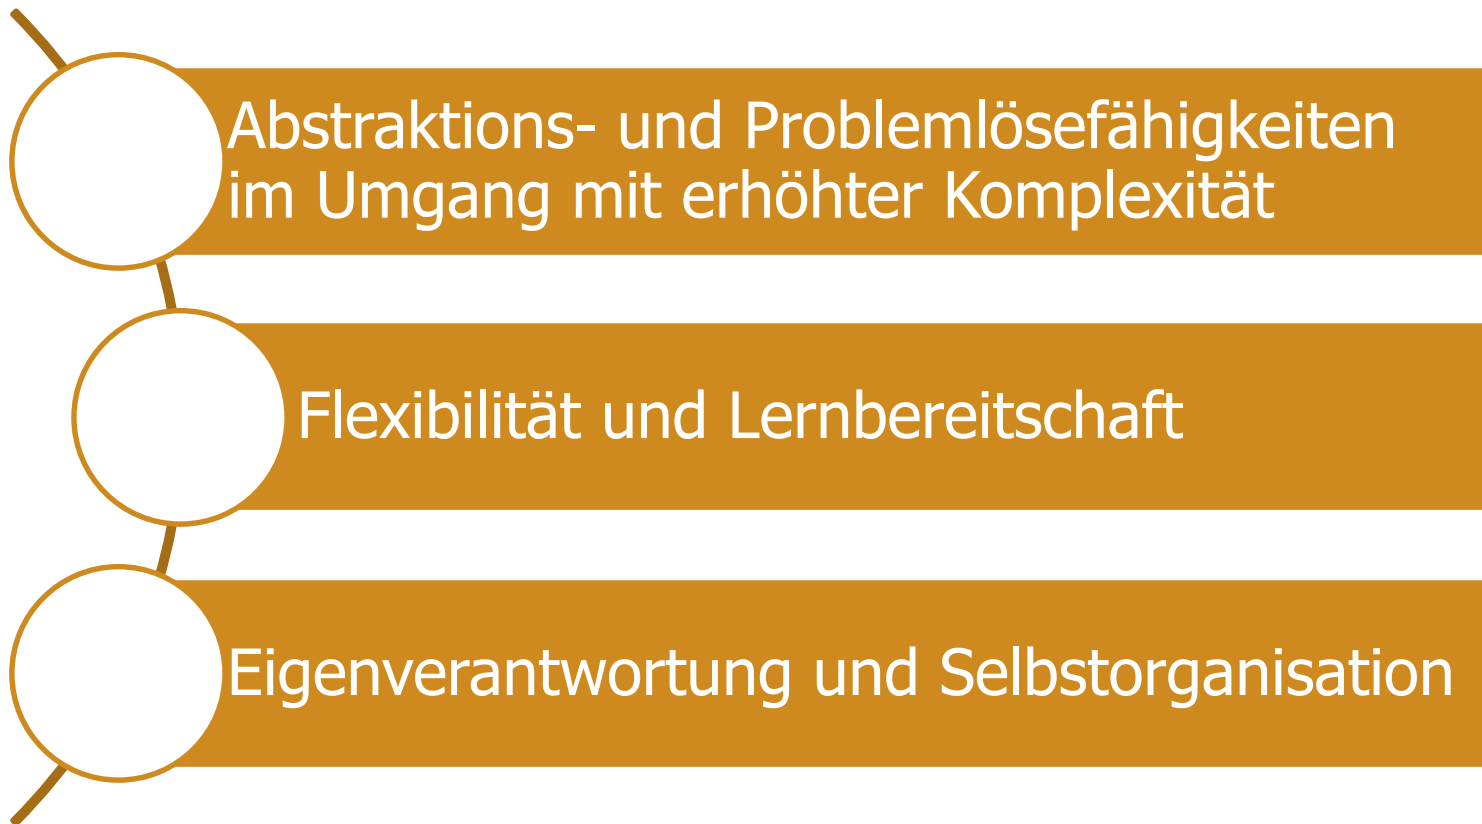 Abstraktions- und Problemlösefähigkeiten
im Umgang mit erhöhter Komplexität
Flexibilität und Lernbereitschaft
Eigenverantwortung und Selbstorganisation